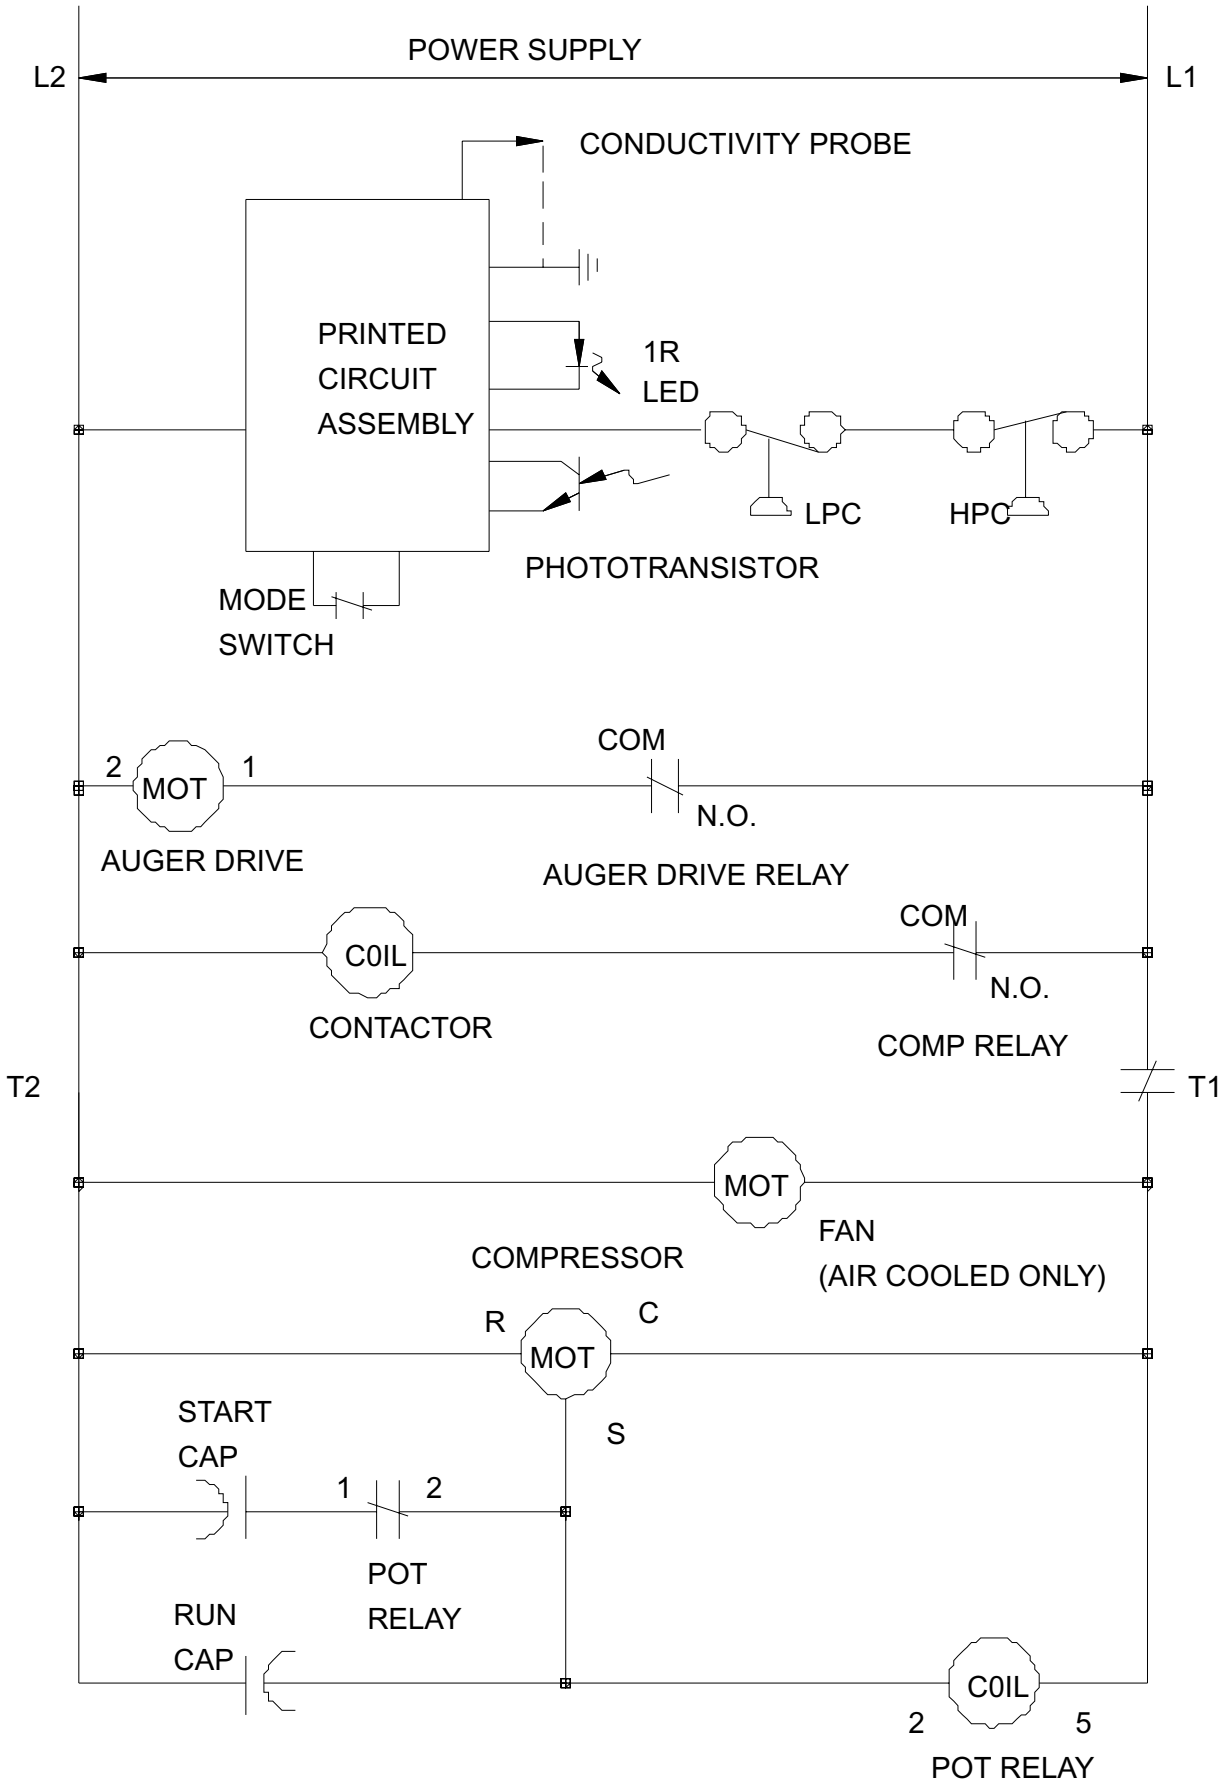 POWER SUPPLY
L2
L1
CONDUCTIVITY PROBE
PRINTED
CIRCUIT
ASSEMBLY
1R
LED
LPC
HPC
PHOTOTRANSISTOR
MODE
SWITCH
COM
2
MOT
1
N.O.
AUGER DRIVE
AUGER DRIVE RELAY
COM
C0IL
N.O.
CONTACTOR
COMP RELAY
T2
T1
MOT
FAN
(AIR COOLED ONLY)
COMPRESSOR
R
C
MOT
START
CAP
S
1
2
POT
RELAY
RUN
CAP
C0IL
2
5
POT RELAY